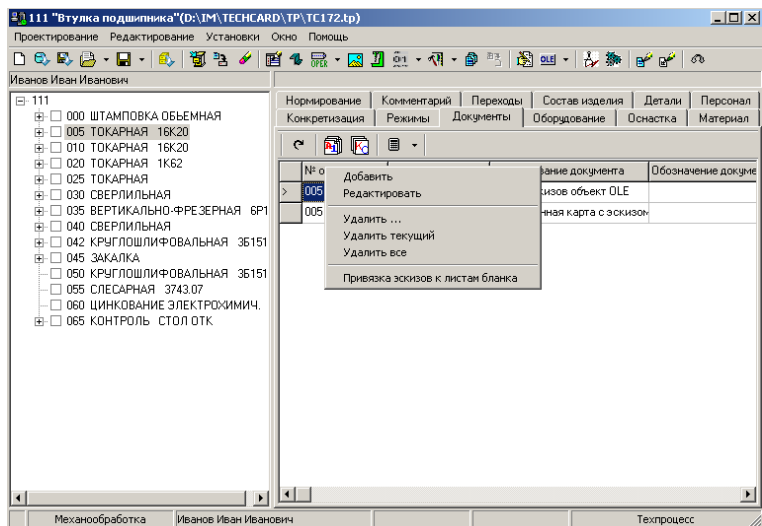 111 "Втулка подшипника"(D:\IM\TECHCARD\TP\TC172.tp)
Проектирование Редактирование Установки Окно Помощь
OPER OLE
Иванов Иван Иванович
111
000 ШТАМПОВКА ОБЬЕМНАЯ
005 ТОКАРНАЯ 16К20
010 ТОКАРНАЯ 16К20
020 ТОКАРНАЯ 1К62
025 ТОКАРНАЯ
030 СВЕРЛИЛЬНАЯ
035 ВЕРТИКАЛЬНО-ФРЕЗЕРНАЯ 6Р1
040 СВЕРЛИЛЬНАЯ
042 КРУГЛОШЛИФОВАЛЬНАЯ 3Б151
045 ЗАКАЛКА
050 КРУГЛОШЛИФОВАЛЬНАЯ 3Б151
055 СЛЕСАРНАЯ 3743.07
060 ЦИНКОВАНИЕ ЭЛЕКТРОХИМИЧ.
065 КОНТРОЛЬ СТОЛ ОТК
Нормирование Комментарий Переходы Состав изделия Детали Персонал
Конкретизация Режимы Документы Оборудование Оснастка Материал
№ о вание документа Обозначение докуме
005 кизов объект OLE
005 нная карта с эскизом
Добавить
Редактировать
Удалить ...
Удалить текущий
Удалить все
Привязка эскизов к листам бланка
Механообработка Иванов Иван Иванович Техпроцесс